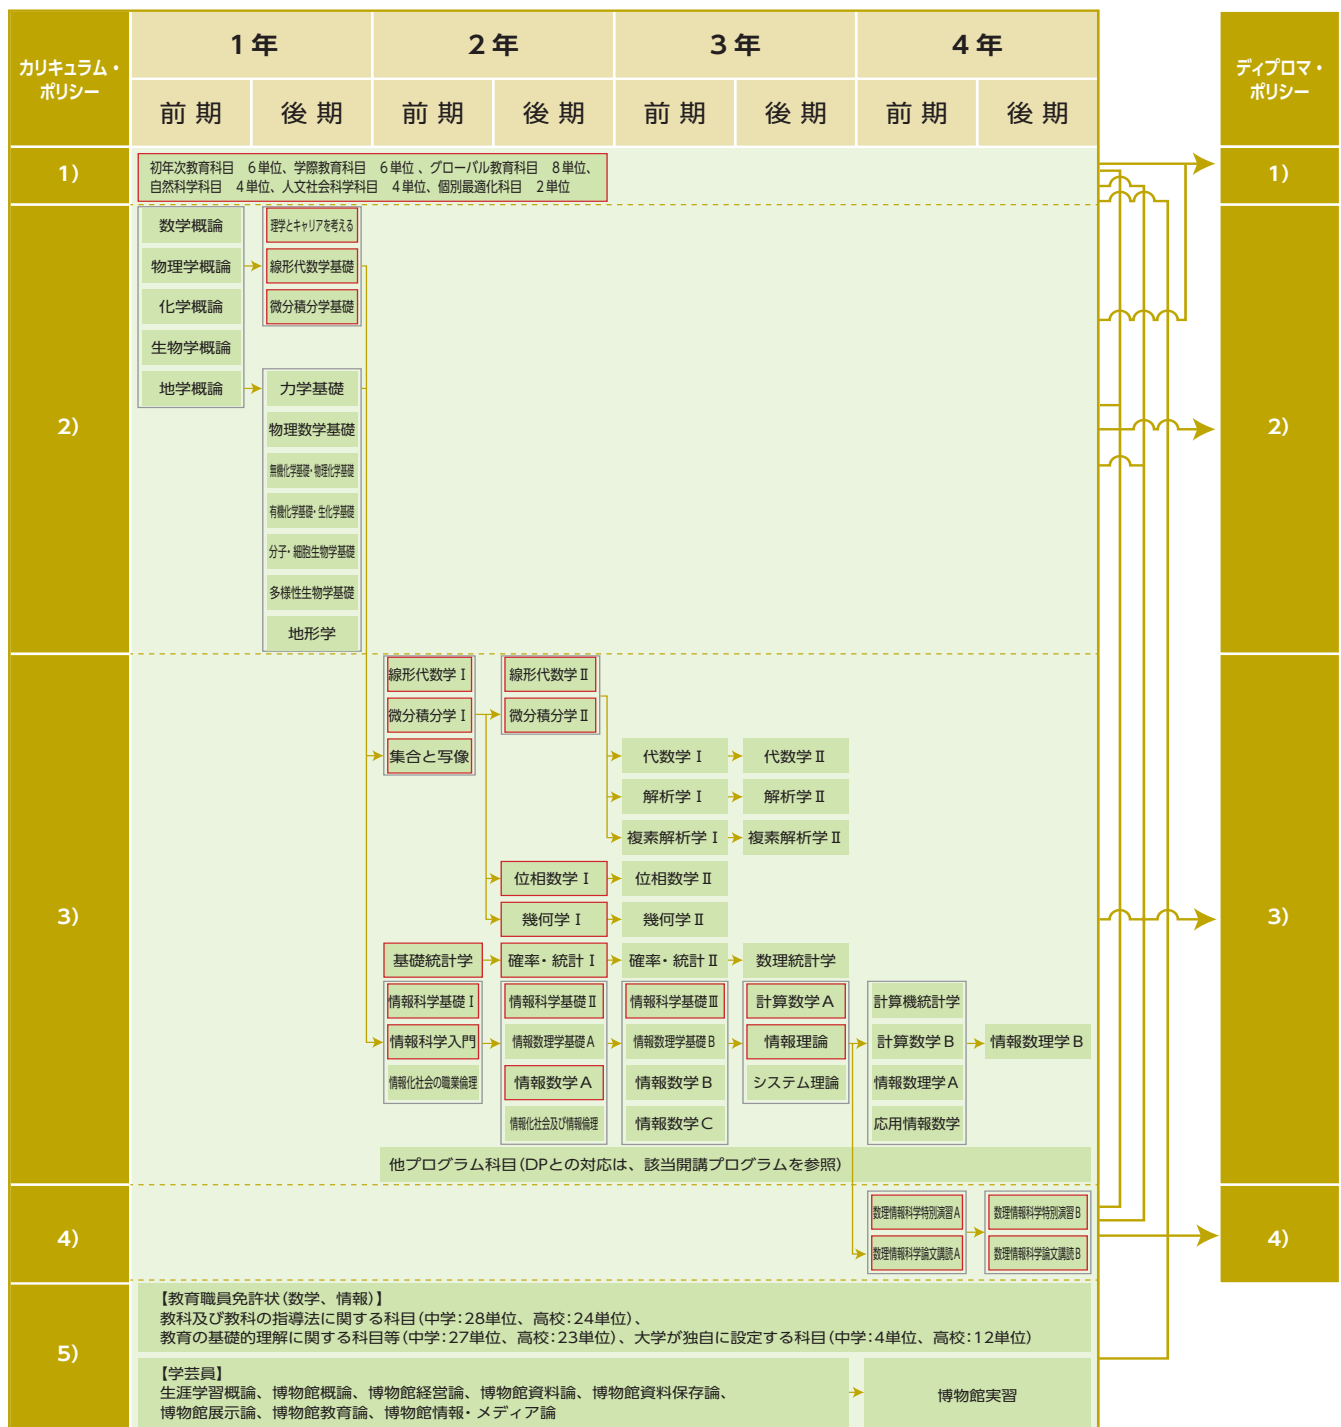 カリキュラム・
ポリシー
1年
2年
3年
4年
ディプロマ・
ポリシー
前期
後期
前期
後期
前期
後期
前期
後期
1)
初年次教育科目 6単位、学際教育科目 6単位、グローバル教育科目 8単位、
自然科学科目 4単位、人文社会科学科目 4単位、個別最適化科目 2単位
1)
2)
数学概論
物理学概論
化学概論
生物学概論
地学概論
理学とキャリアを考える
線形代数学基礎
微分積分学基礎
力学基礎
物理数学基礎
無機化学基礎・物理化学基礎
有機化学基礎・生化学基礎
分子・細胞生物学基礎
多様性生物学基礎
地形学
2)
3)
線形代数学Ⅰ
微分積分学Ⅰ
集合と写像
線形代数学Ⅱ
微分積分学Ⅱ
代数学Ⅰ
代数学Ⅱ
解析学Ⅰ
解析学Ⅱ
複素解析学Ⅰ
複素解析学Ⅱ
位相数学Ⅰ
位相数学Ⅱ
幾何学Ⅰ
幾何学Ⅱ
基礎統計学
確率・統計Ⅰ
確率・統計Ⅱ
数理統計学
情報科学基礎Ⅰ
情報科学入門
情報化社会の職業倫理
情報科学基礎Ⅱ
情報数理学基礎A
情報数学A
情報化社会及び情報倫理
情報科学基礎Ⅲ
情報数理学基礎B
情報数学B
情報数学C
計算数学A
情報理論
システム理論
計算機統計学
計算数学B
情報数理学A
応用情報数学
情報数理学B
他プログラム科目(DPとの対応は、該当開講プログラムを参照)
3)
4)
数理情報科学特別演習A
数理情報科学論文講読A
数理情報科学特別演習B
数理情報科学論文講読B
4)
5)
【教育職員免許状(数学、情報)】
教科及び教科の指導法に関する科目(中学:28単位、高校:24単位)、
教育の基礎的理解に関する科目等(中学:27単位、高校:23単位)、大学が独自に設定する科目(中学:4単位、高校:12単位)
【学芸員】
生涯学習概論、博物館概論、博物館経営論、博物館資料論、博物館資料保存論、
博物館展示論、博物館教育論、博物館情報・メディア論
博物館実習